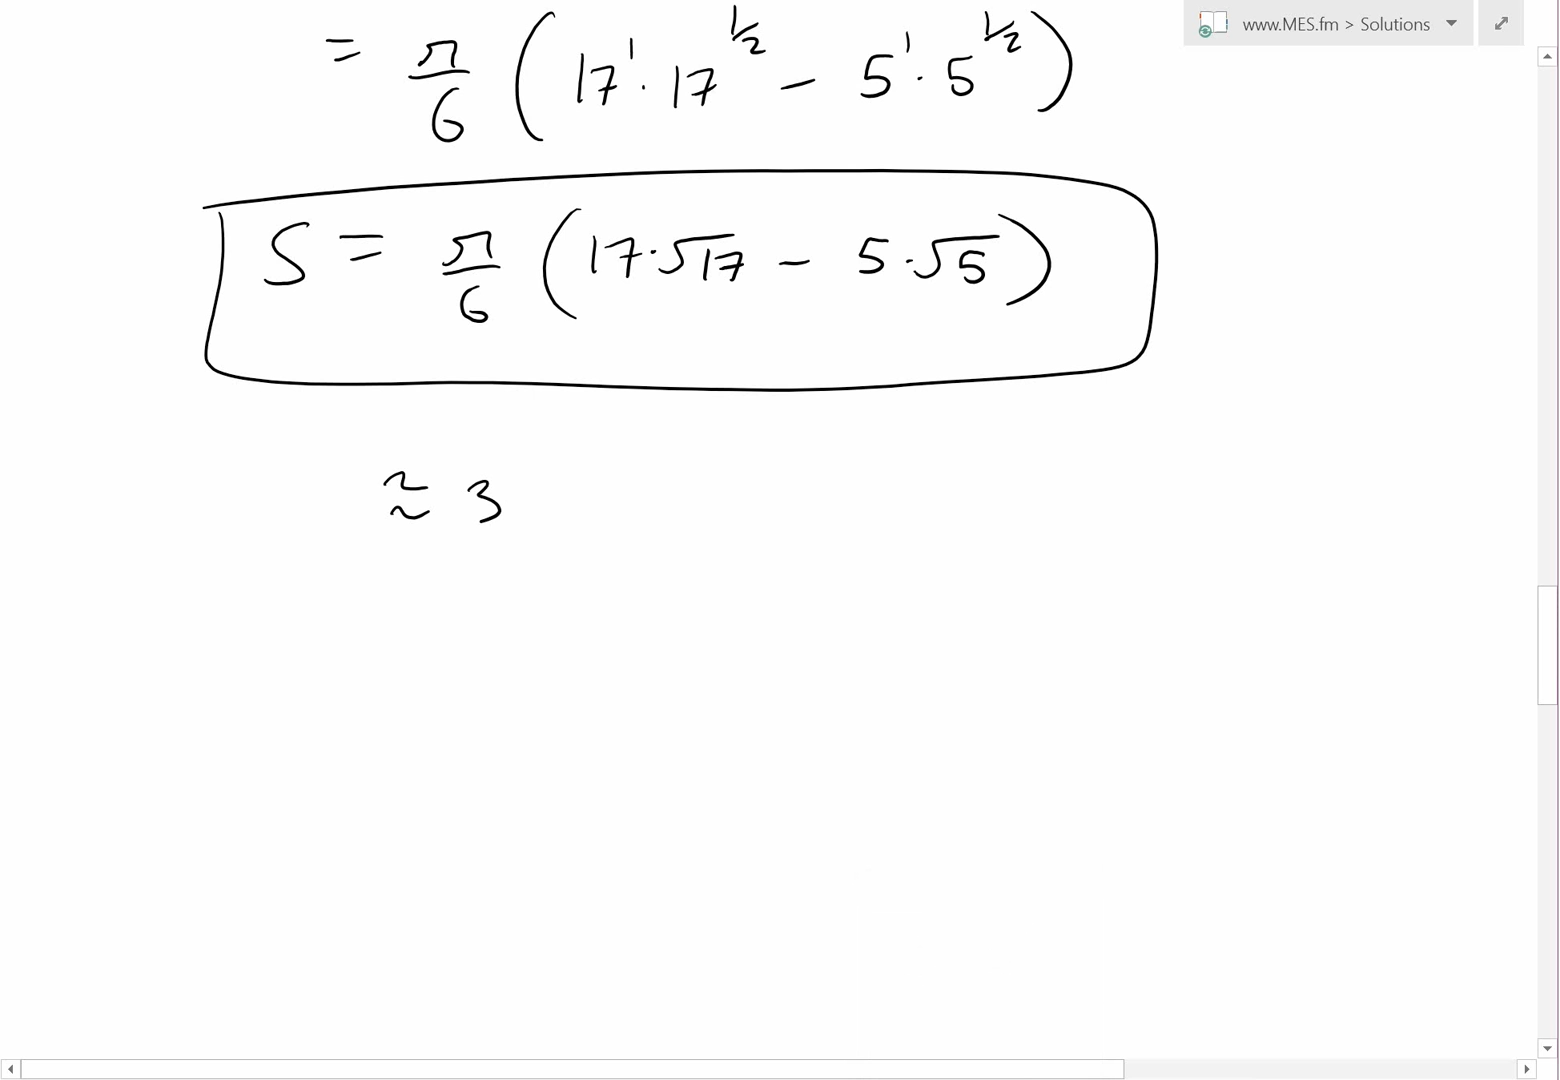 www.MES.fm > Solutions
= π/6 (17¹ · 17^1/2 − 5¹ · 5^1/2)
S = π/6 (17·√17 − 5·√5)
≈ 3